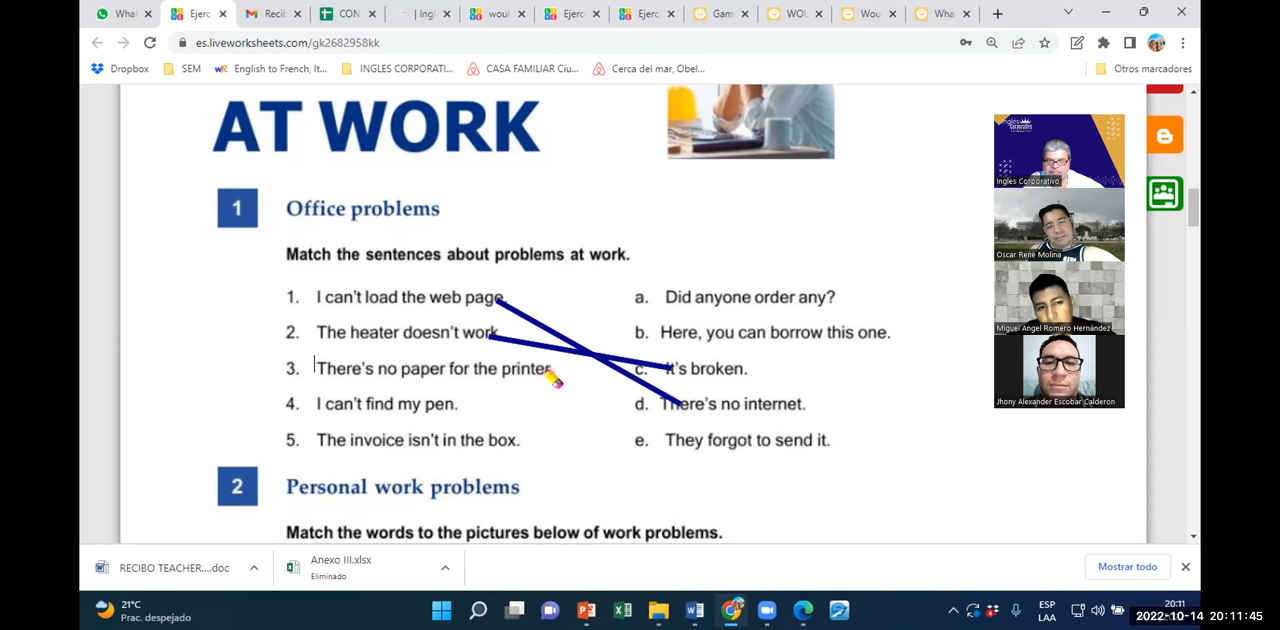 What
Ejerc
Recib
CON
| Ingl
woul
Ejerc
Ejerc
Gam
WOU
Woul
What
es.liveworksheets.com/gk2682958kk
Dropbox
SEM
English to French, It...
INGLES CORPORATI...
CASA FAMILIAR Ciu...
Cerca del mar, Obel...
Otros marcadores
AT WORK
1 Office problems
Match the sentences about problems at work.
1. I can't load the web page. a. Did anyone order any?
2. The heater doesn't work. b. Here, you can borrow this one.
3. There's no paper for the printer c. It's broken.
4. I can't find my pen. d. There's no internet.
5. The invoice isn't in the box. e. They forgot to send it.
2 Personal work problems
Match the words to the pictures below of work problems.
Ingles Corporativo
Oscar Rene Molina
Miguel Angel Romero Hernández
Jhony Alexander Escobar Calderon
RECIBO TEACHER....doc
Anexo III.xlsx
Eliminado
Mostrar todo
21°C
Parc. despejado
ESP
LAA
20:11
2022-10-14 20:11:45